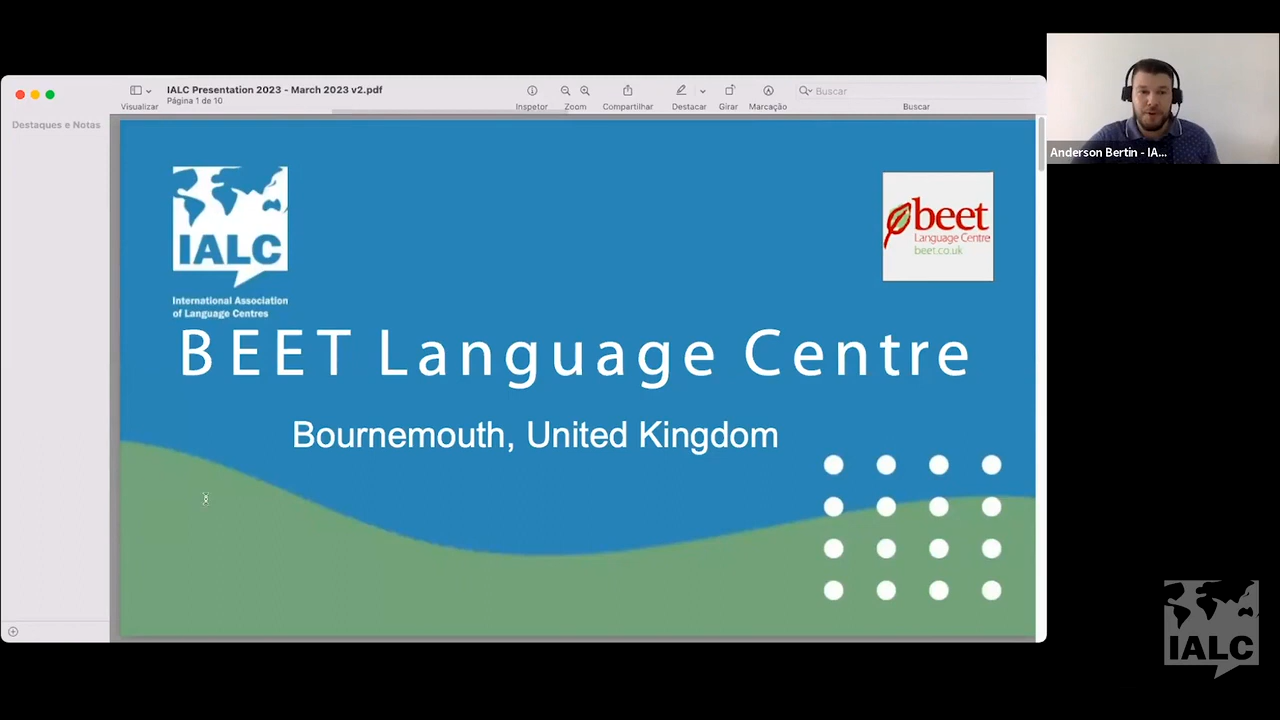 IALC Presentation 2023 - March 2023 v2.pdf
Página 1 de 10
Visualizar
Inspetor
Zoom
Compartilhar
Destacar
Girar
Marcação
Buscar
Buscar
Destaques e Notas
IALC
International Association
of Language Centres
beet
Language Centre
beet.co.uk
BEET Language Centre
Bournemouth, United Kingdom
Anderson Bertin - IA...
IALC